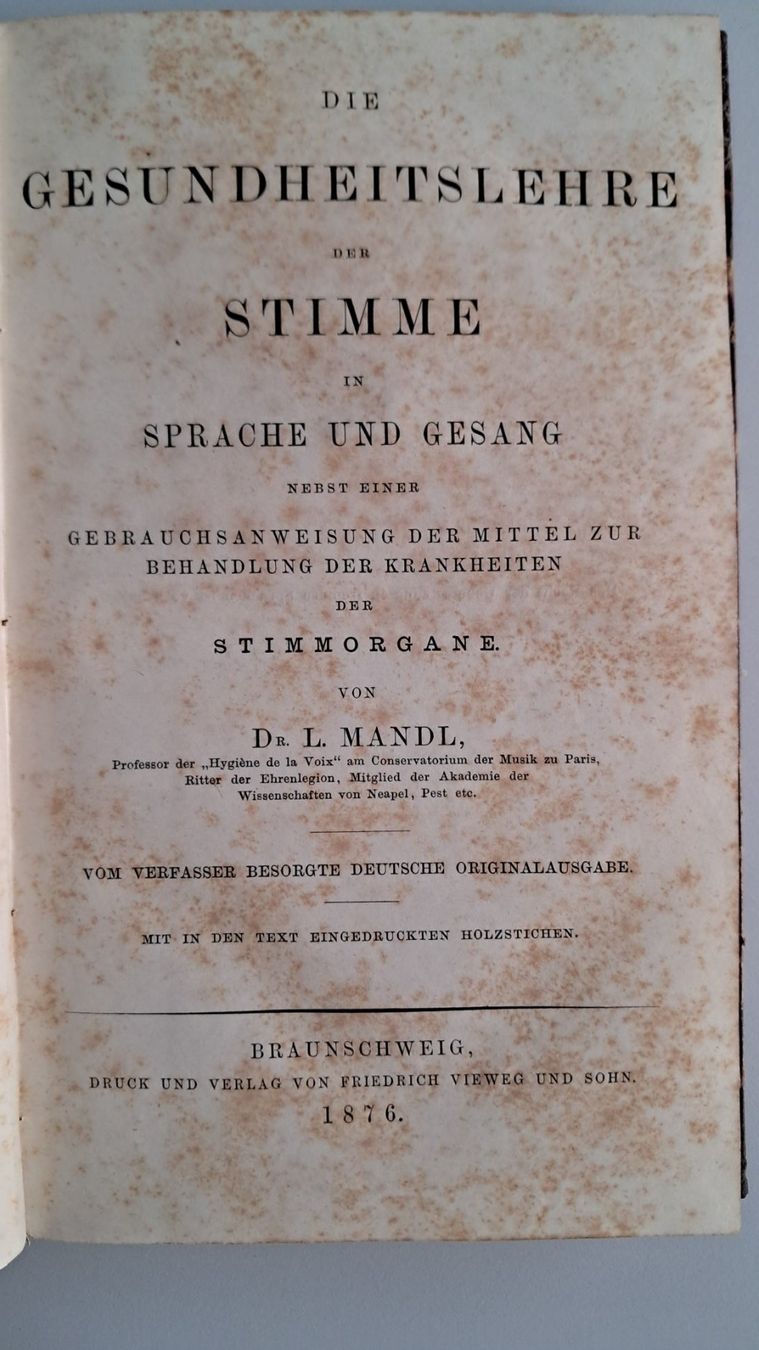 DIE
GESUNDHEITSLEHRE
DER
STIMME
IN
SPRACHE UND GESANG
NEBST EINER
GEBRAUCHSANWEISUNG DER MITTEL ZUR
BEHANDLUNG DER KRANKHEITEN
DER
STIMMORGANE.
VON
DR. L. MANDL,
Professor der „Hygiène de la Voix“ am Conservatorium der Musik zu Paris,
Ritter der Ehrenlegion, Mitglied der Akademie der
Wissenschaften von Neapel, Pest etc.
VOM VERFASSER BESORGTE DEUTSCHE ORIGINALAUSGABE.
MIT IN DEN TEXT EINGEDRUCKTEN HOLZSTICHEN.
BRAUNSCHWEIG,
DRUCK UND VERLAG VON FRIEDRICH VIEWEG UND SOHN.
1876.